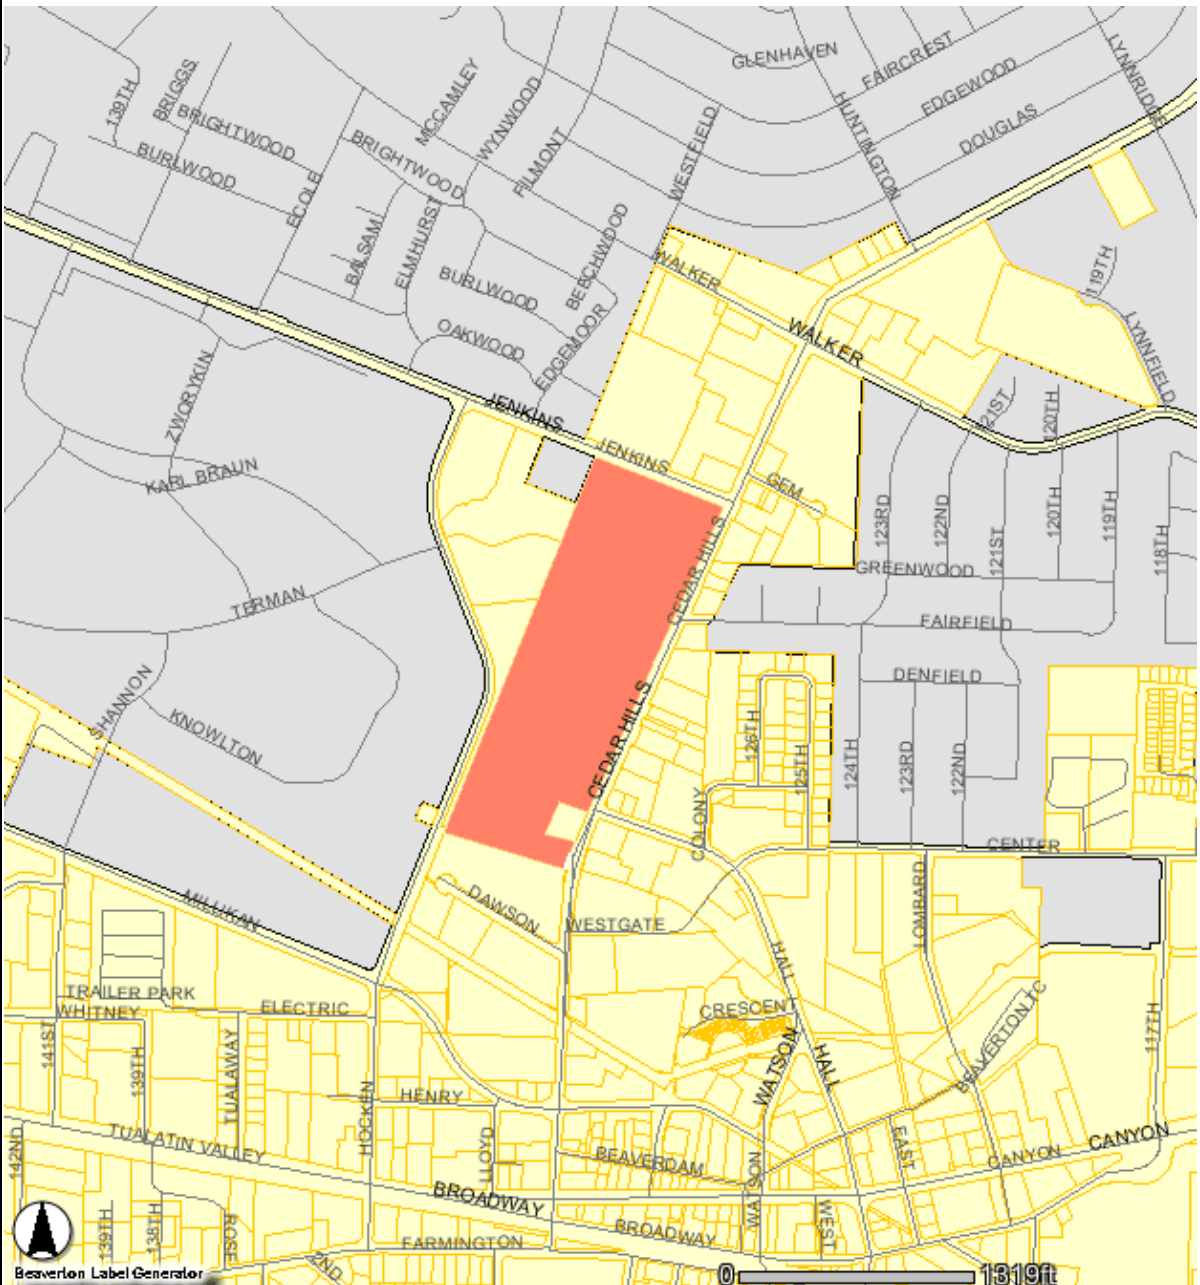 GLENHAVEN
FAIRCREST
LYNNRIDGE
EDGEWOOD
139TH
BRIGGS
MCCAMLEY
WYNWOOD
HUNTINGTON
DOUGLAS
BRIGHTWOOD
BRIGHTWOOD
FILMONT
WESTFIELD
BURLWOOD
ECOLE
BALSAM
ELMHURST
BEECHWOOD
WALKER
119TH
BURLWOOD
OAKWOOD
EDGEMOOR
WALKER
LYNNFIELD
ZWORYKIN
JENKINS
JENKINS
121ST
120TH
KARL BRAUN
GEM
123RD
122ND
121ST
120TH
119TH
118TH
CEDAR HILLS
GREENWOOD
TERMAN
FAIRFIELD
SHANNON
KNOWLTON
DENFIELD
CEDAR HILLS
126TH
125TH
124TH
123RD
122ND
COLONY
CENTER
MILLIKAN
DAWSON
WESTGATE
LOMBARD
HALL
TRAILER PARK
WHITNEY
ELECTRIC
CRESCENT
BEAVERTON TC
117TH
141ST
139TH
TUALAWAY
HOCKEN
HENRY
WATSON
HALL
142ND
TUALATIN VALLEY
LLOYD
BEAVERDAM
WATSON
EAST
CANYON
CANYON
BROADWAY
BROADWAY
WEST
139TH
138TH
ROSE
2ND
FARMINGTON
Beaverton Label Generator
0
1319ft